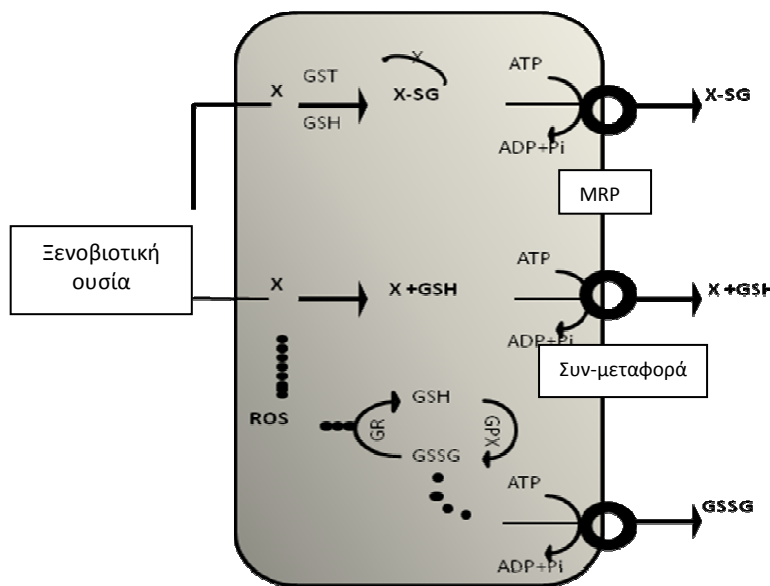 X
GST
GSH
X
X-SG
ATP
ADP+Pi
X-SG
MRP
Ξενοβιοτική
ουσία
X
X +GSH
ATP
ADP+Pi
X +GSH
Συν-μεταφορά
ROS
GR
GSH
GSSG
GPX
ATP
ADP+Pi
GSSG